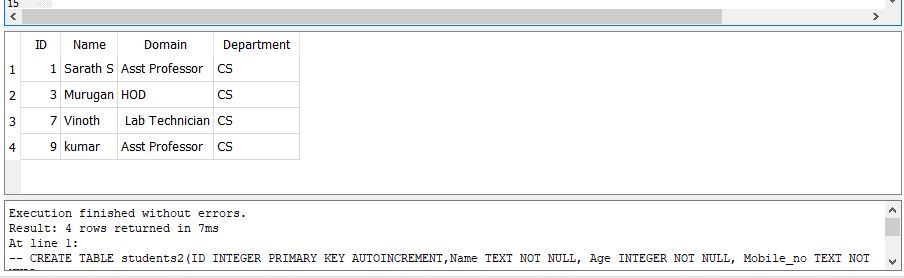 15
ID Name Domain Department
1 1 Sarath S Asst Professor CS
2 3 Murugan HOD CS
3 7 Vinoth Lab Technician CS
4 9 kumar Asst Professor CS
Execution finished without errors.
Result: 4 rows returned in 7ms
At line 1:
-- CREATE TABLE students2(ID INTEGER PRIMARY KEY AUTOINCREMENT,Name TEXT NOT NULL, Age INTEGER NOT NULL, Mobile_no TEXT NOT